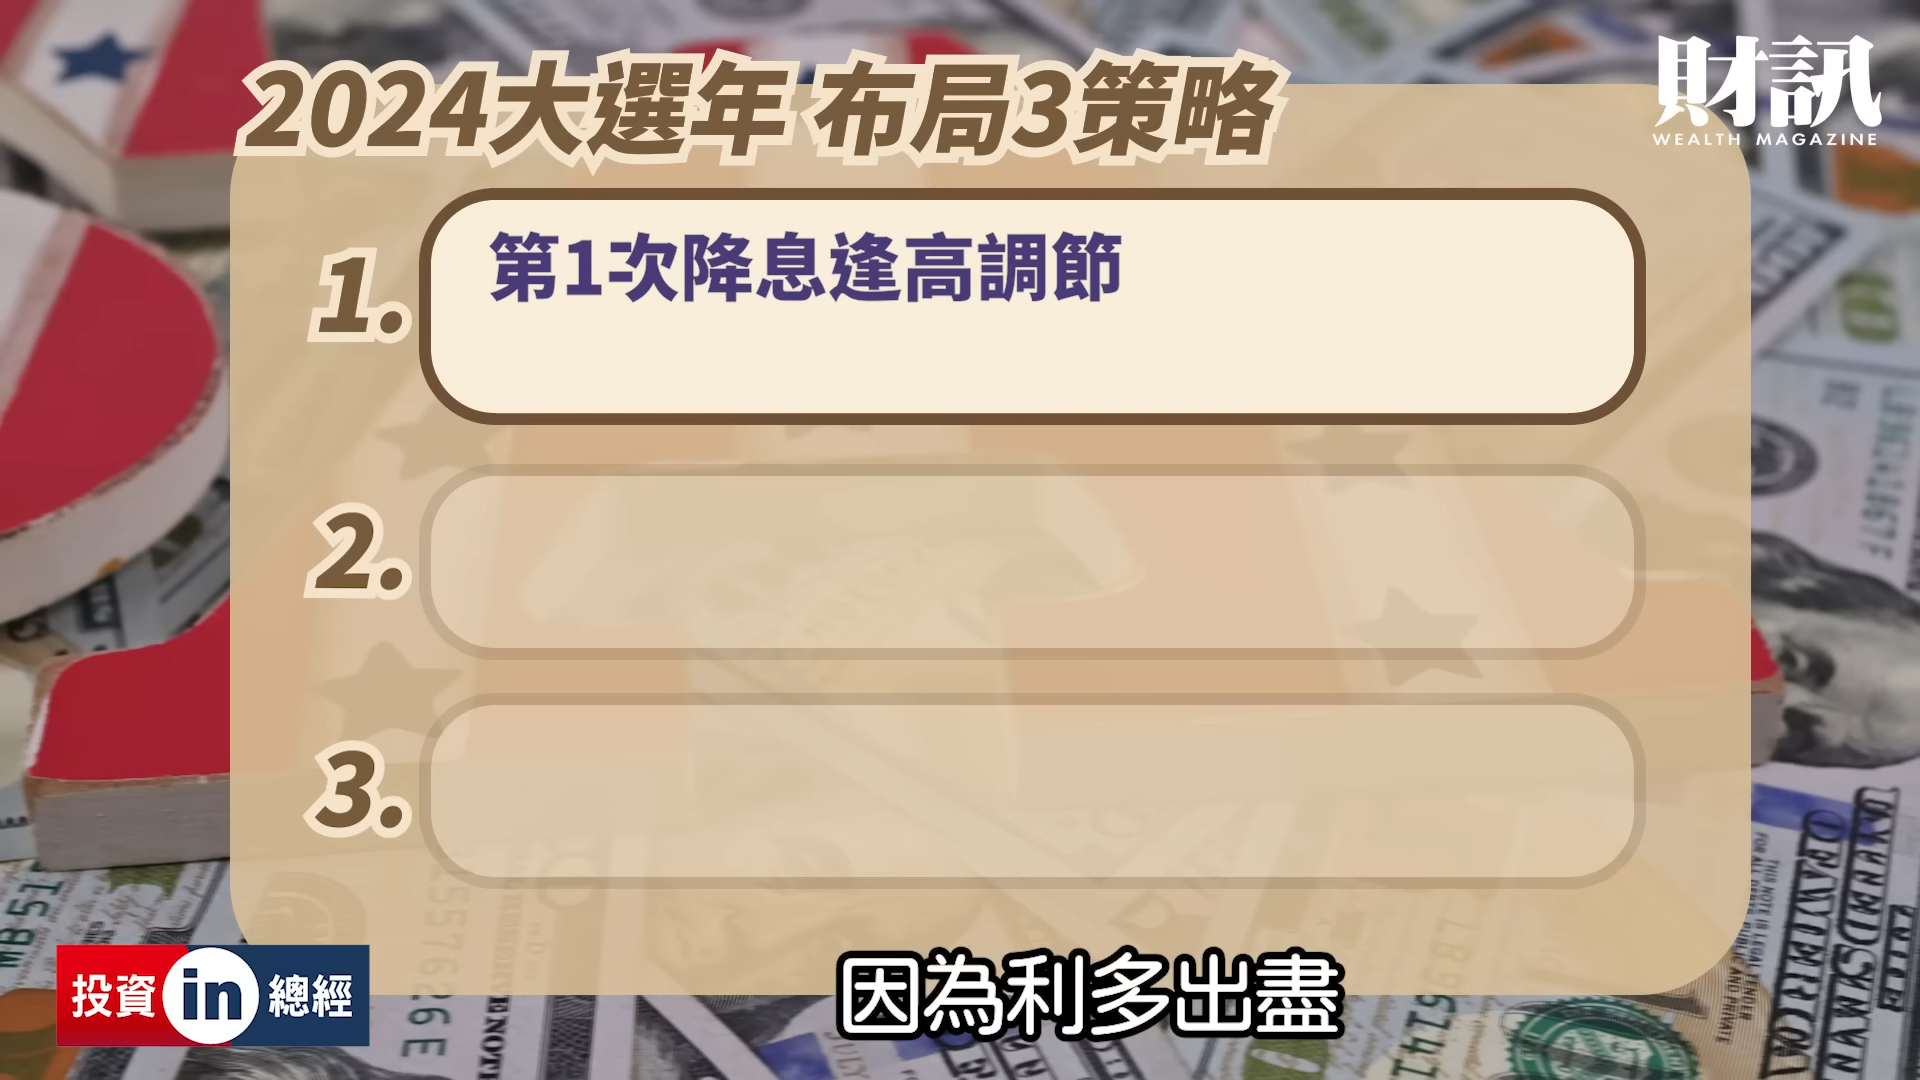 2024大選年 布局3策略
財訊
WEALTH MAGAZINE
1.
第1次降息逢高調節
2.
3.
投資in總經
因為利多出盡